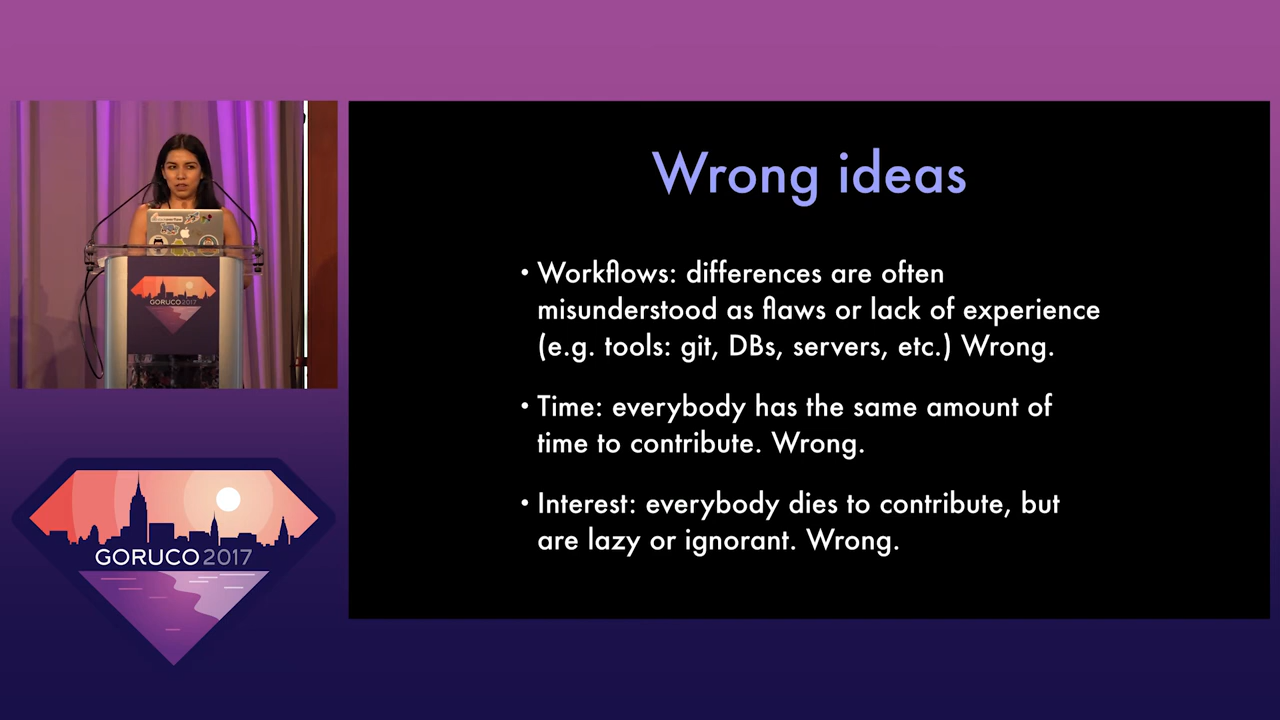 Wrong ideas
• Workflows: differences are often
misunderstood as flaws or lack of experience
(e.g. tools: git, DBs, servers, etc.) Wrong.
• Time: everybody has the same amount of
time to contribute. Wrong.
• Interest: everybody dies to contribute, but
are lazy or ignorant. Wrong.
GORUCO 2017
GORUCO 2017